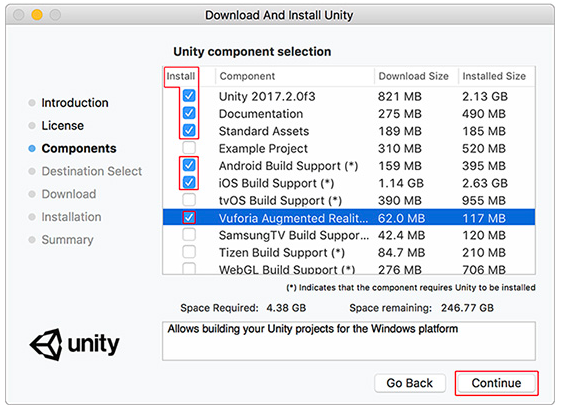 Download And Install Unity
Unity component selection
Introduction
License
Components
Destination Select
Download
Installation
Summary
Install Component Download Size Installed Size
Unity 2017.2.0f3 821 MB 2.13 GB
Documentation 275 MB 490 MB
Standard Assets 189 MB 185 MB
Example Project 310 MB 520 MB
Android Build Support (*) 159 MB 395 MB
iOS Build Support (*) 1.14 GB 2.63 GB
tvOS Build Support (*) 390 MB 955 MB
Vuforia Augmented Realit... 62.0 MB 117 MB
SamsungTV Build Suppor... 42.4 MB 120 MB
Tizen Build Support (*) 84.7 MB 210 MB
WebGL Build Support (*) 276 MB 706 MB
(*) Indicates that the component requires Unity to be installed
Space Required: 4.38 GB Space remaining: 246.77 GB
Allows building your Unity projects for the Windows platform
unity
Go Back Continue